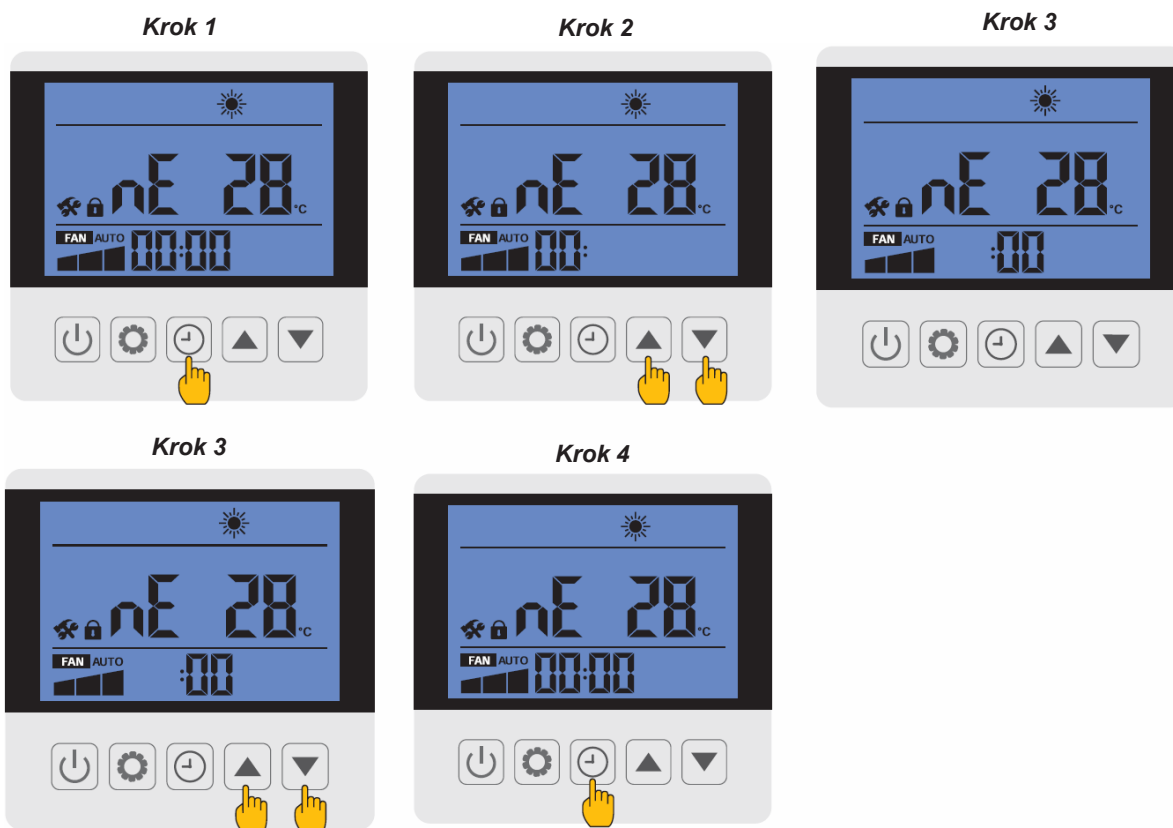 Krok 1
nE 28 °C
FAN AUTO
00:00
Krok 2
nE 28 °C
FAN AUTO
00:
Krok 3
nE 28 °C
FAN AUTO
:00
Krok 3
nE 28 °C
FAN AUTO
:00
Krok 4
nE 28 °C
FAN AUTO
00:00